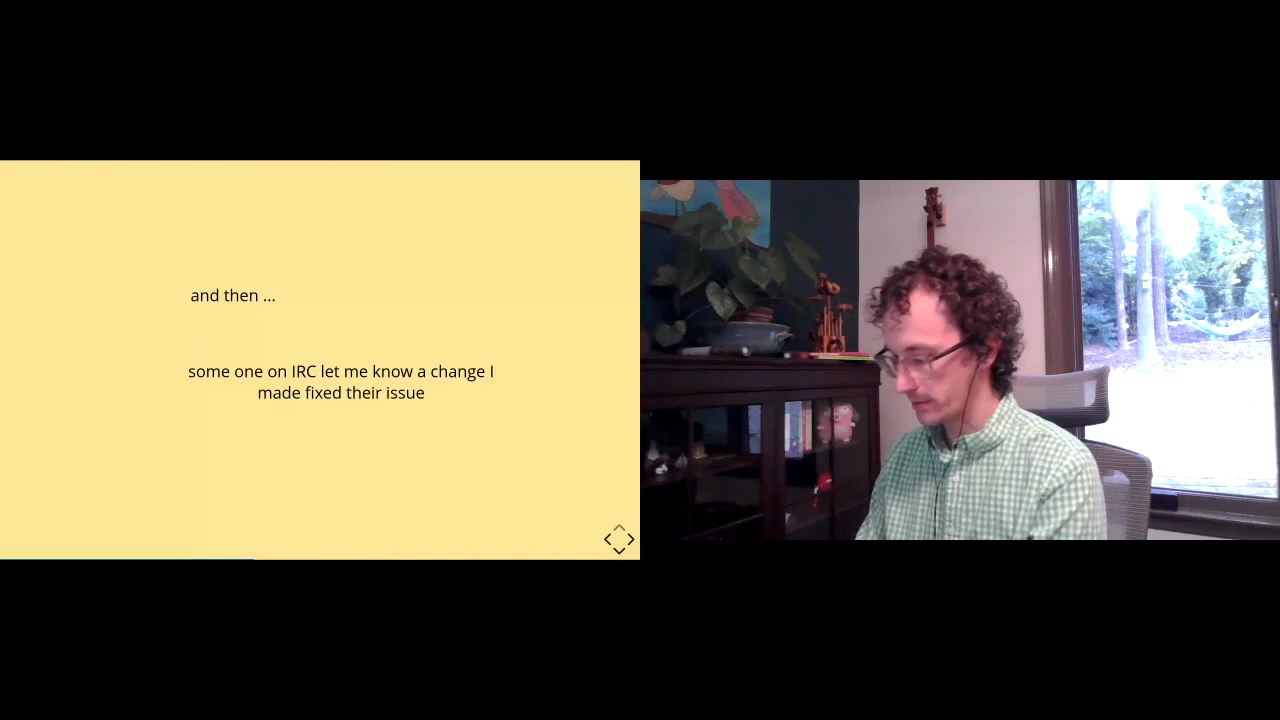 and then ...
some one on IRC let me know a change I
made fixed their issue